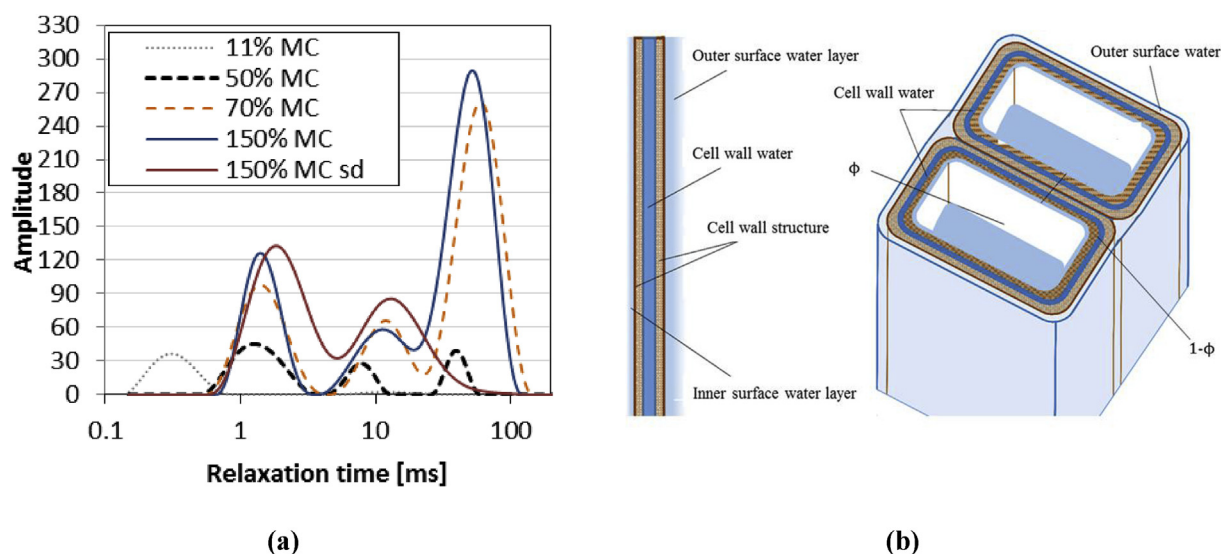 330
300
270
240
210
180
150
120
90
60
30
0
Amplitude
11% MC
50% MC
70% MC
150% MC
150% MC sd
0.1
1
10
100
Relaxation time [ms]
(a)
Outer surface water layer
Cell wall water
Cell wall structure
Inner surface water layer
Outer surface water
Cell wall water
ϕ
1-ϕ
(b)